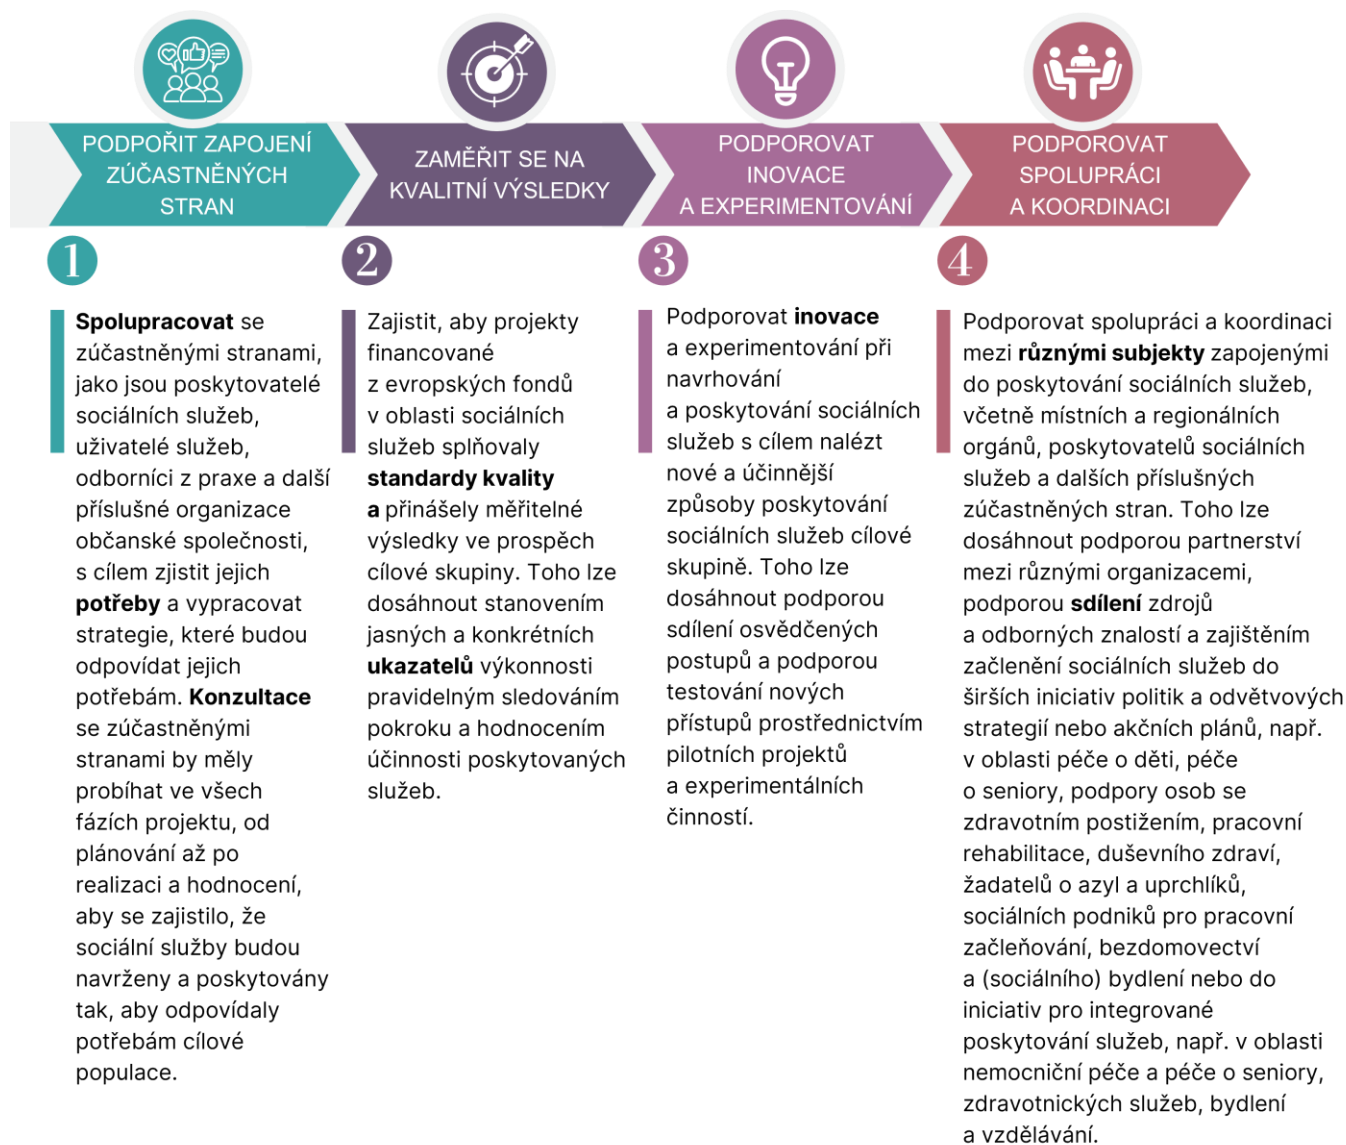 PODPOŘIT ZAPOJENÍ
ZÚČASTNĚNÝCH
STRAN
ZAMĚŘIT SE NA
KVALITNÍ VÝSLEDKY
PODPOROVAT
INOVACE
A EXPERIMENTOVÁNÍ
PODPOROVAT
SPOLUPRÁCI
A KOORDINACI
1
Spolupracovat se
zúčastněnými stranami,
jako jsou poskytovatelé
sociálních služeb,
uživatelé služeb,
odborníci z praxe a další
příslušné organizace
občanské společnosti,
s cílem zjistit jejich
potřeby a vypracovat
strategie, které budou
odpovídat jejich
potřebám. Konzultace
se zúčastněnými
stranami by měly
probíhat ve všech
fázích projektu, od
plánování až po
realizaci a hodnocení,
aby se zajistilo, že
sociální služby budou
navrženy a poskytovány
tak, aby odpovídaly
potřebám cílové
populace.
2
Zajistit, aby projekty
financované
z evropských fondů
v oblasti sociálních
služeb splňovaly
standardy kvality
a přinášely měřitelné
výsledky ve prospěch
cílové skupiny. Toho lze
dosáhnout stanovením
jasných a konkrétních
ukazatelů výkonnosti
pravidelným sledováním
pokroku a hodnocením
účinnosti poskytovaných
služeb.
3
Podporovat inovace
a experimentování při
navrhování
a poskytování sociálních
služeb s cílem nalézt
nové a účinnější
způsoby poskytování
sociálních služeb cílové
skupině. Toho lze
dosáhnout podporou
sdílení osvědčených
postupů a podporou
testování nových
přístupů prostřednictvím
pilotních projektů
a experimentálních
činností.
4
Podporovat spolupráci a koordinaci
mezi různými subjekty zapojenými
do poskytování sociálních služeb,
včetně místních a regionálních
orgánů, poskytovatelů sociálních
služeb a dalších příslušných
zúčastněných stran. Toho lze
dosáhnout podporou partnerství
mezi různými organizacemi,
podporou sdílení zdrojů
a odborných znalostí a zajištěním
začlenění sociálních služeb do
širších iniciativ politik a odvětvových
strategií nebo akčních plánů, např.
v oblasti péče o děti, péče
o seniory, podpory osob se
zdravotním postižením, pracovní
rehabilitace, duševního zdraví,
žadatelů o azyl a uprchlíků,
sociálních podniků pro pracovní
začleňování, bezdomovectví
a (sociálního) bydlení nebo do
iniciativ pro integrované
poskytování služeb, např. v oblasti
nemocniční péče a péče o seniory,
zdravotnických služeb, bydlení
a vzdělávání.